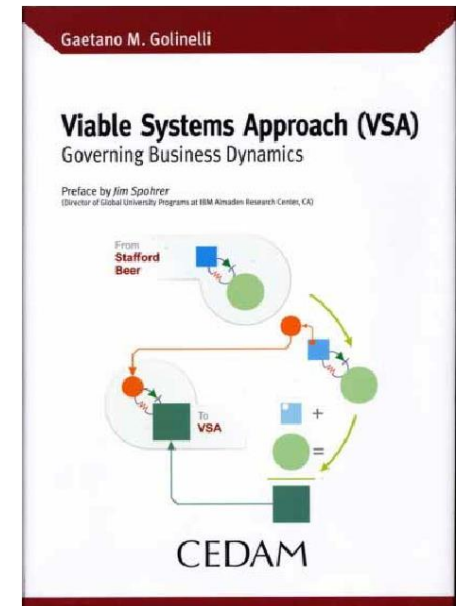 Gaetano M. Golinelli
Viable Systems Approach (VSA)
Governing Business Dynamics
Preface by Jim Spohrer
(Director of Global University Programs at IBM Almaden Research Center, CA)
From
Stafford
Beer
+
To
VSA
=
CEDAM